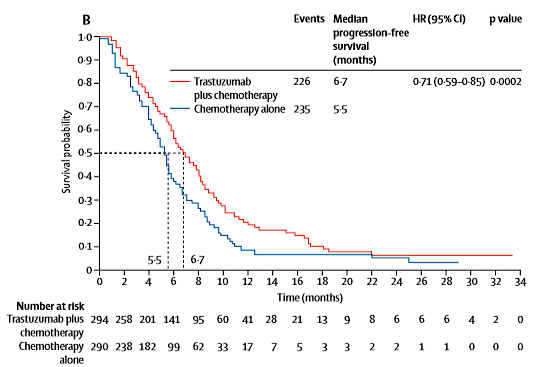 B
Events Median progression-free survival (months) HR (95% CI) p value
Trastuzumab plus chemotherapy 226 6·7 0·71 (0·59–0·85) 0·0002
Chemotherapy alone 235 5·5
Survival probability
1·0
0·9
0·8
0·7
0·6
0·5
0·4
0·3
0·2
0·1
0
5·5 6·7
0 2 4 6 8 10 12 14 16 18 20 22 24 26 28 30 32 34
Time (months)
Number at risk
Trastuzumab plus chemotherapy 294 258 201 141 95 60 41 28 21 13 9 8 6 6 6 4 2 0
Chemotherapy alone 290 238 182 99 62 33 17 7 5 3 3 2 2 1 1 0 0 0